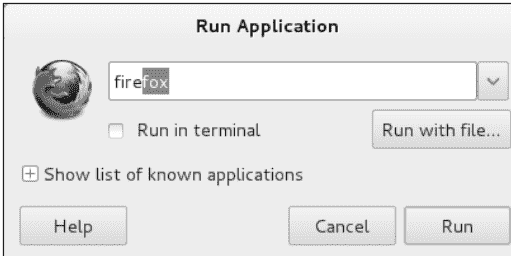 Run Application
firefox
Run in terminal
Run with file...
Show list of known applications
Help
Cancel
Run